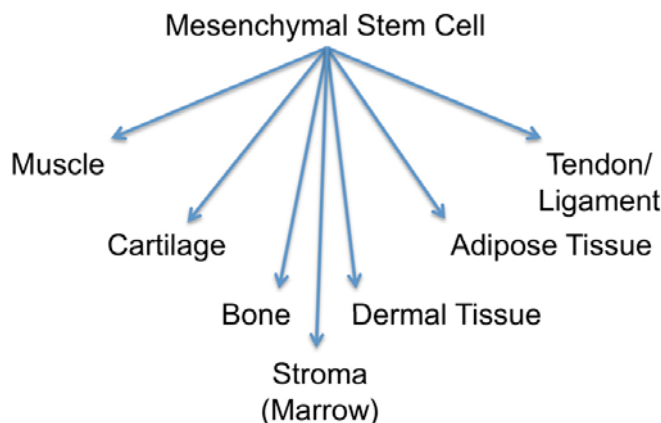 Mesenchymal Stem Cell
Muscle
Tendon/
Ligament
Cartilage
Adipose Tissue
Bone
Dermal Tissue
Stroma
(Marrow)